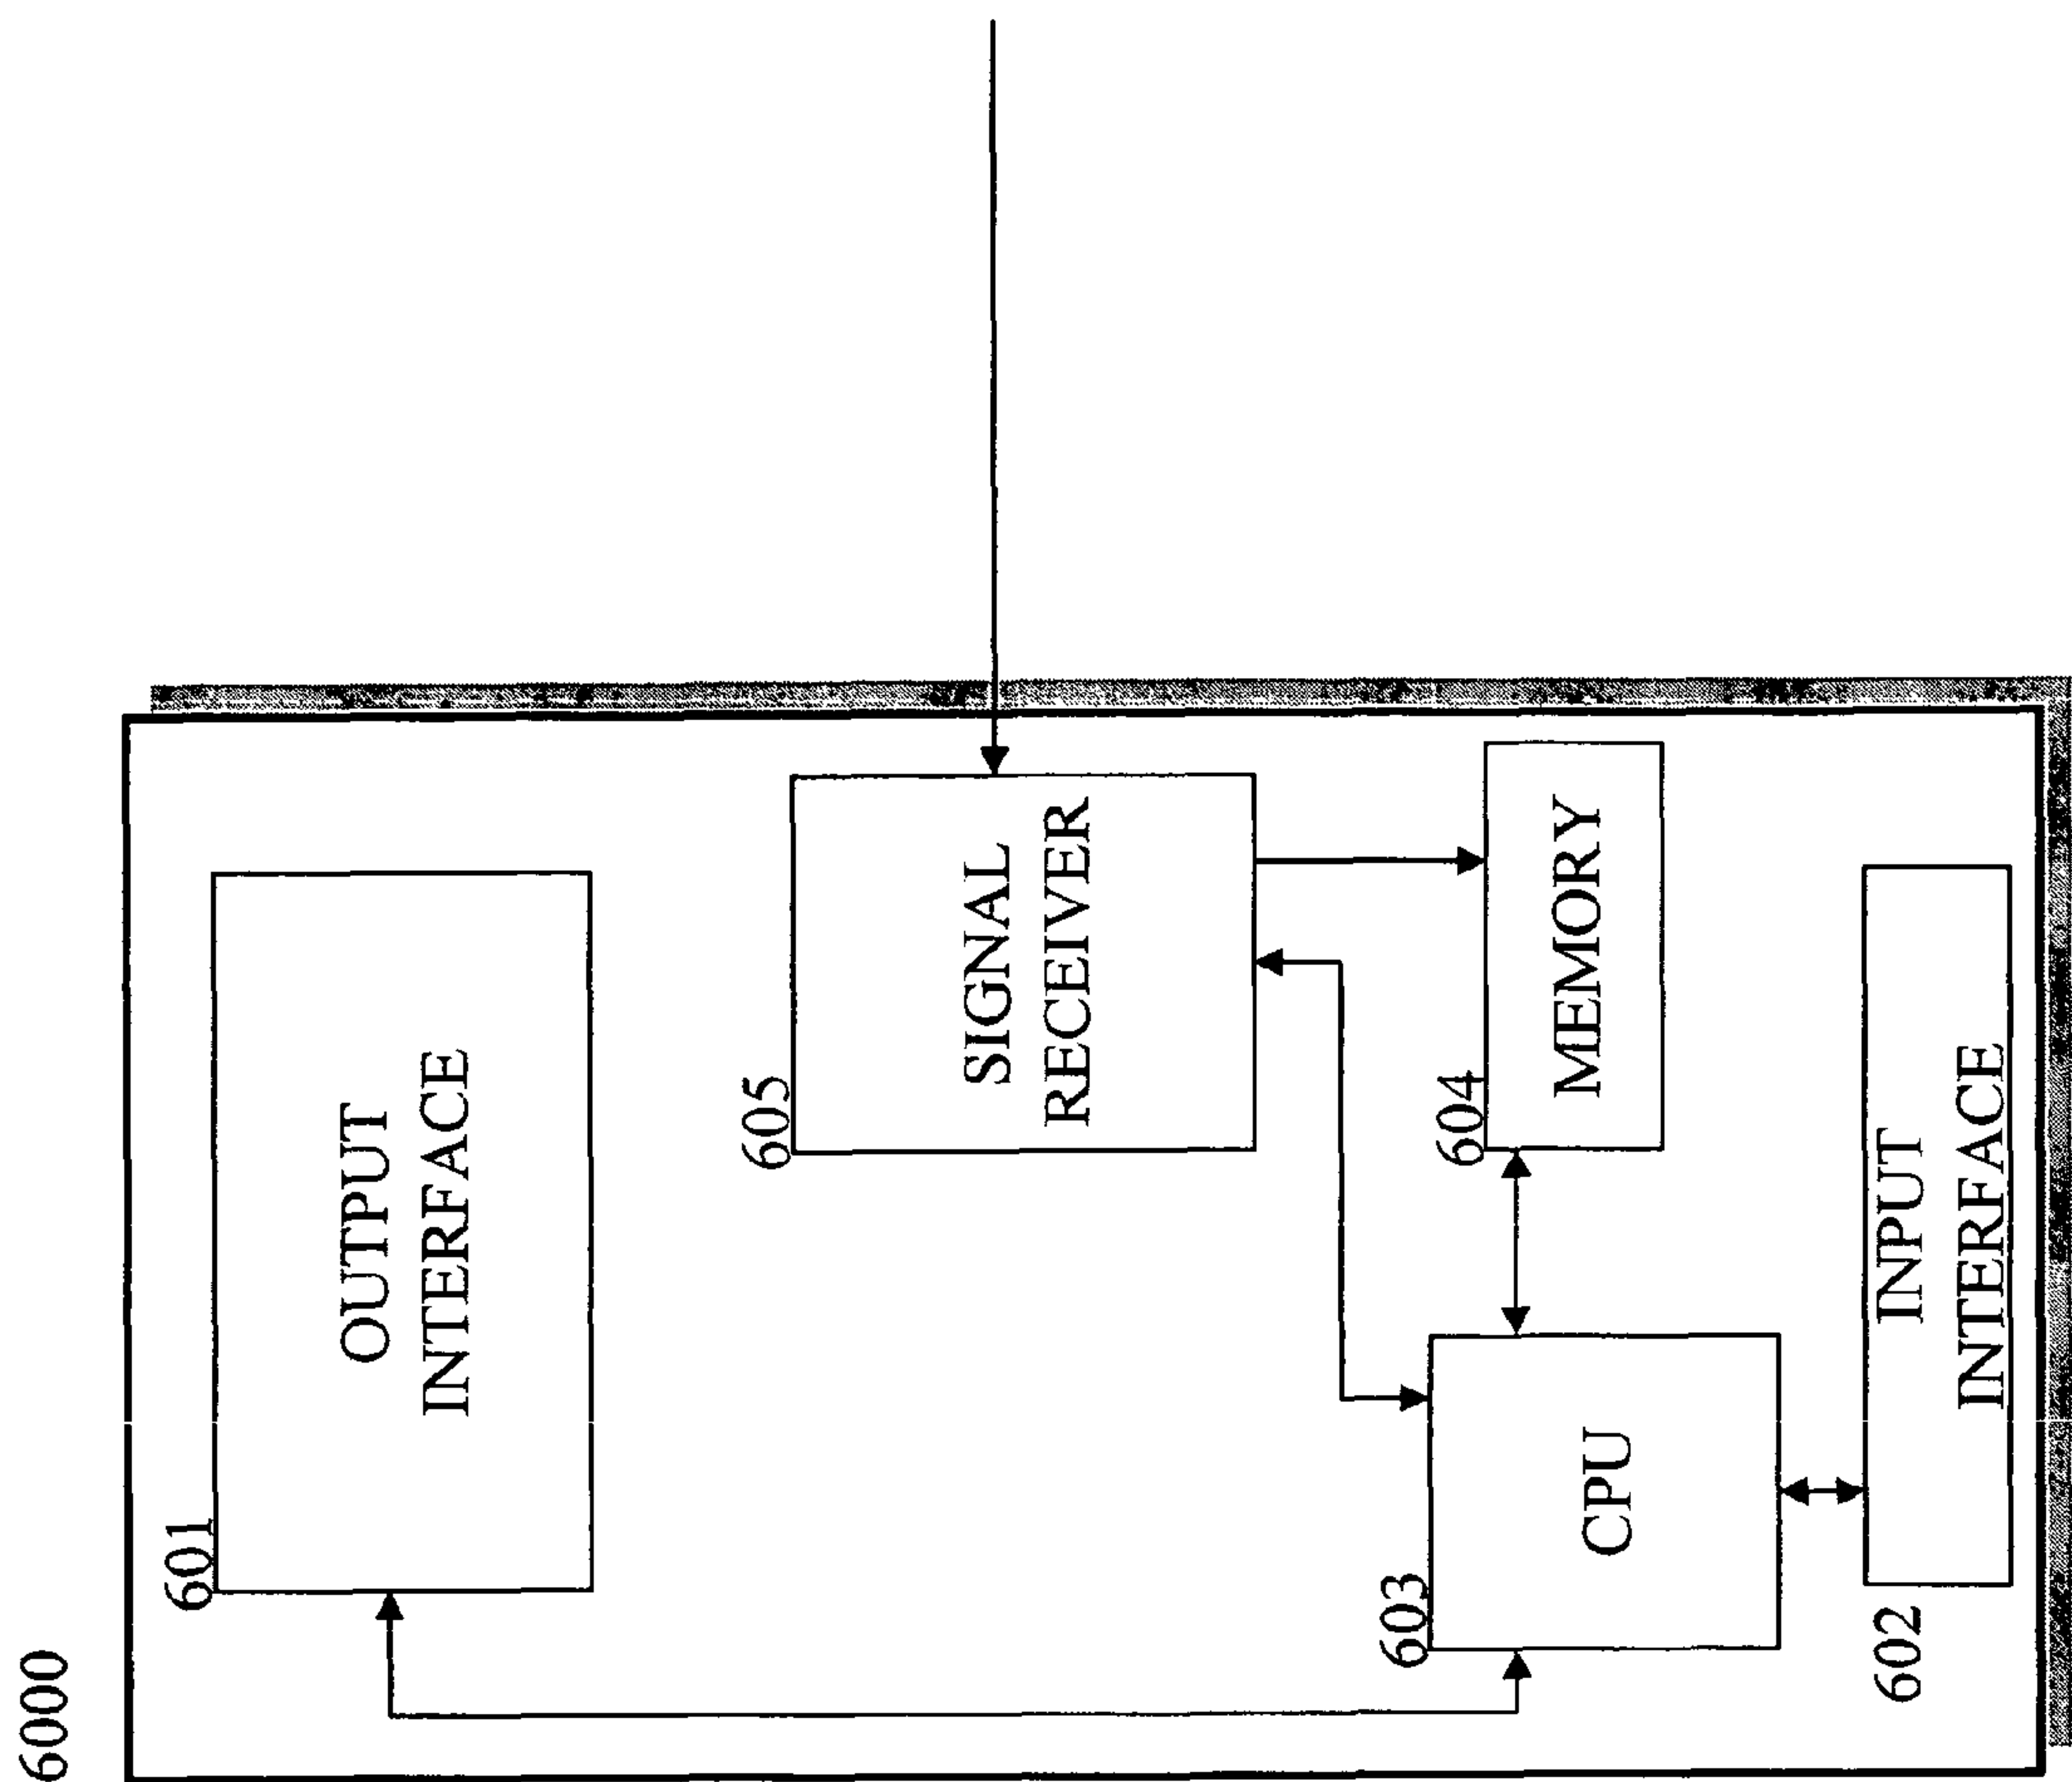 6000
601
OUTPUT
INTERFACE
605
SIGNAL
RECEIVER
603
CPU
604
MEMORY
602
INPUT
INTERFACE